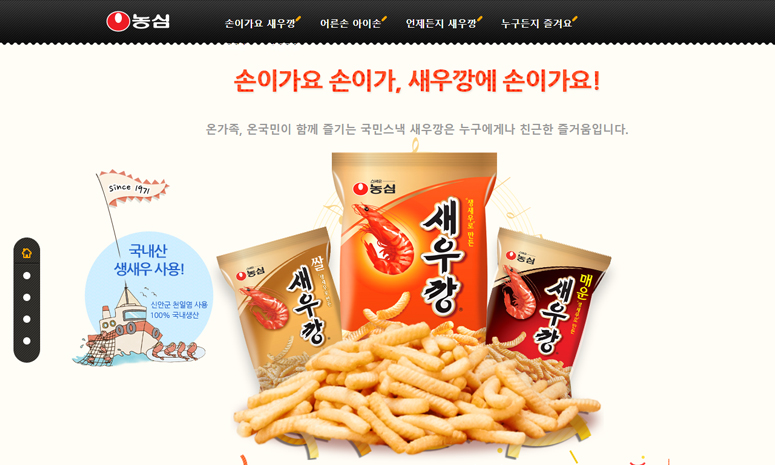 농심
손이가요 새우깡
어른손 아이손
언제든지 새우깡
누구든지 즐겨요
손이가요 손이가, 새우깡에 손이가요!
온가족, 온국민이 함께 즐기는 국민스낵 새우깡은 누구에게나 친근한 즐거움입니다.
since 1971
국내산
생새우 사용!
신안군 천일염 사용
100% 국내생산
농심
쌀
새우깡
농심
생새우로 만든
새우깡
농심
매운
새우깡